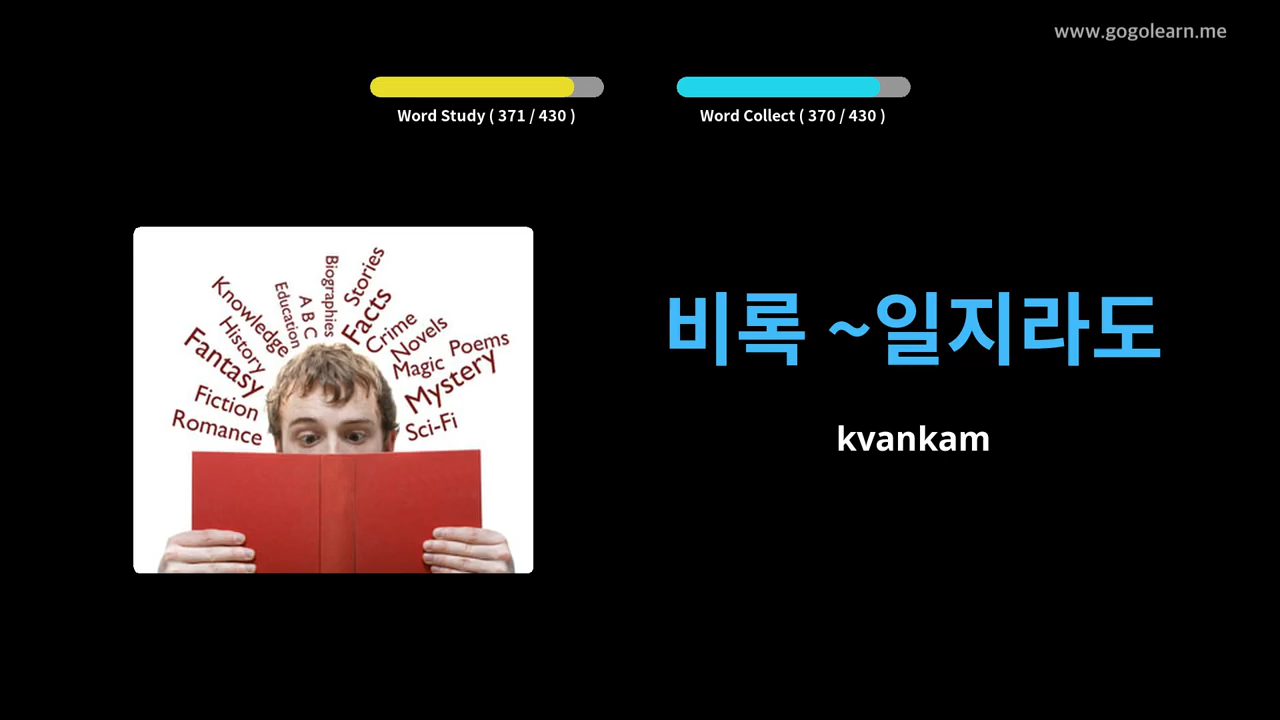 www.gogolearn.me
Word Study ( 371 / 430 )
Word Collect ( 370 / 430 )
Knowledge
History
Fantasy
Fiction
Romance
Education
A B C
Biographies
Stories
Facts
Crime
Novels
Magic
Poems
Mystery
Sci-Fi
비록 ~일지라도
kvankam